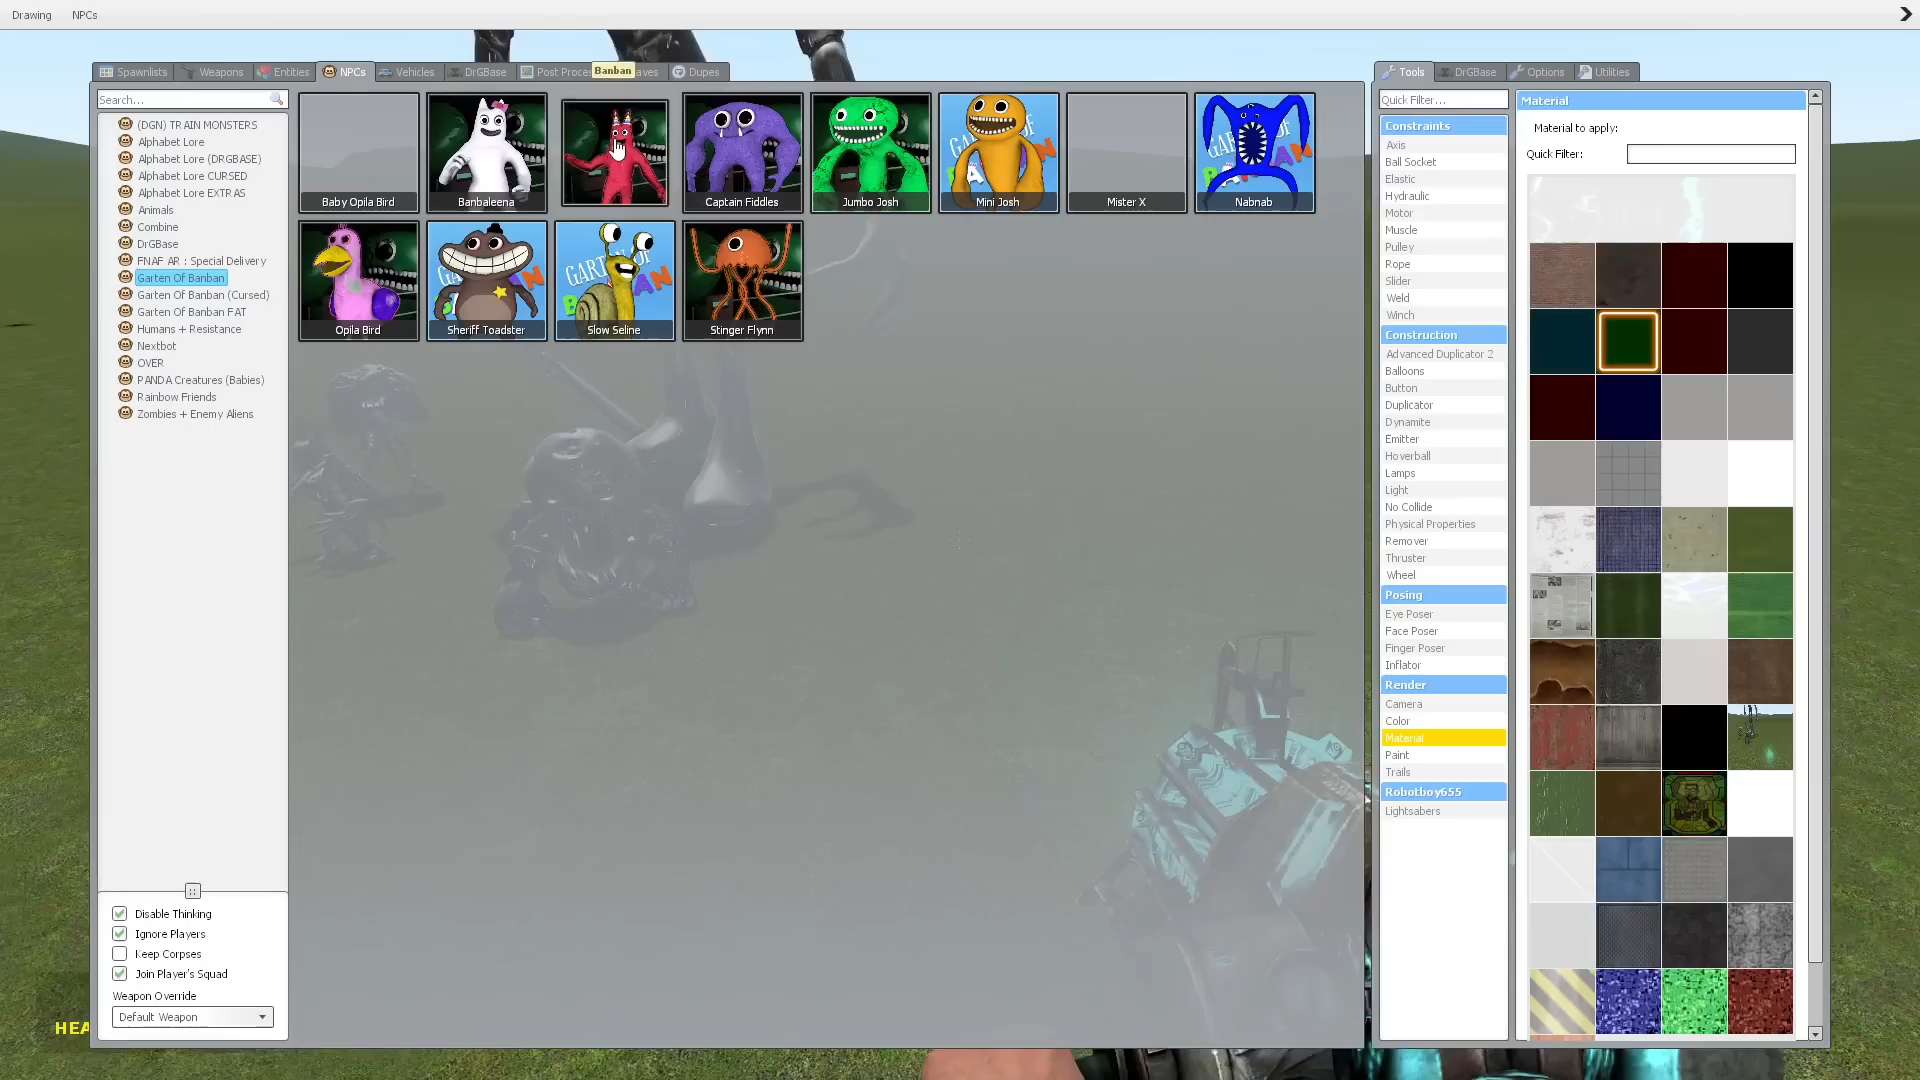 Drawing NPCs
Spawnlists Weapons Entities NPCs Vehicles DrGBase Post Proces Banban aves Dupes
Tools DrGBase Options Utilities
Search...
(DGN) TRAIN MONSTERS
Alphabet Lore
Alphabet Lore (DRGBASE)
Alphabet Lore CURSED
Alphabet Lore EXTRAS
Animals
Combine
DrGBase
FNAF AR : Special Delivery
Garten Of Banban
Garten Of Banban (Cursed)
Garten Of Banban FAT
Humans + Resistance
Nextbot
OVER
PANDA Creatures (Babies)
Rainbow Friends
Zombies + Enemy Aliens
Disable Thinking
Ignore Players
Keep Corpses
Join Player's Squad
Weapon Override
Default Weapon
HEA
Baby Opila Bird
Banbaleena
Captain Fiddles
Jumbo Josh
Mini Josh
Mister X
Nabnab
Opila Bird
Sheriff Toadster
Slow Seline
Stinger Flynn
Quick Filter...
Constraints
Axis
Ball Socket
Elastic
Hydraulic
Motor
Muscle
Pulley
Rope
Slider
Weld
Winch
Construction
Advanced Duplicator 2
Balloons
Button
Duplicator
Dynamite
Emitter
Hoverball
Lamps
Light
No Collide
Physical Properties
Remover
Thruster
Wheel
Posing
Eye Poser
Face Poser
Finger Poser
Inflator
Render
Camera
Color
Material
Paint
Trails
Robotboy655
Lightsabers
Material
Material to apply:
Quick Filter: